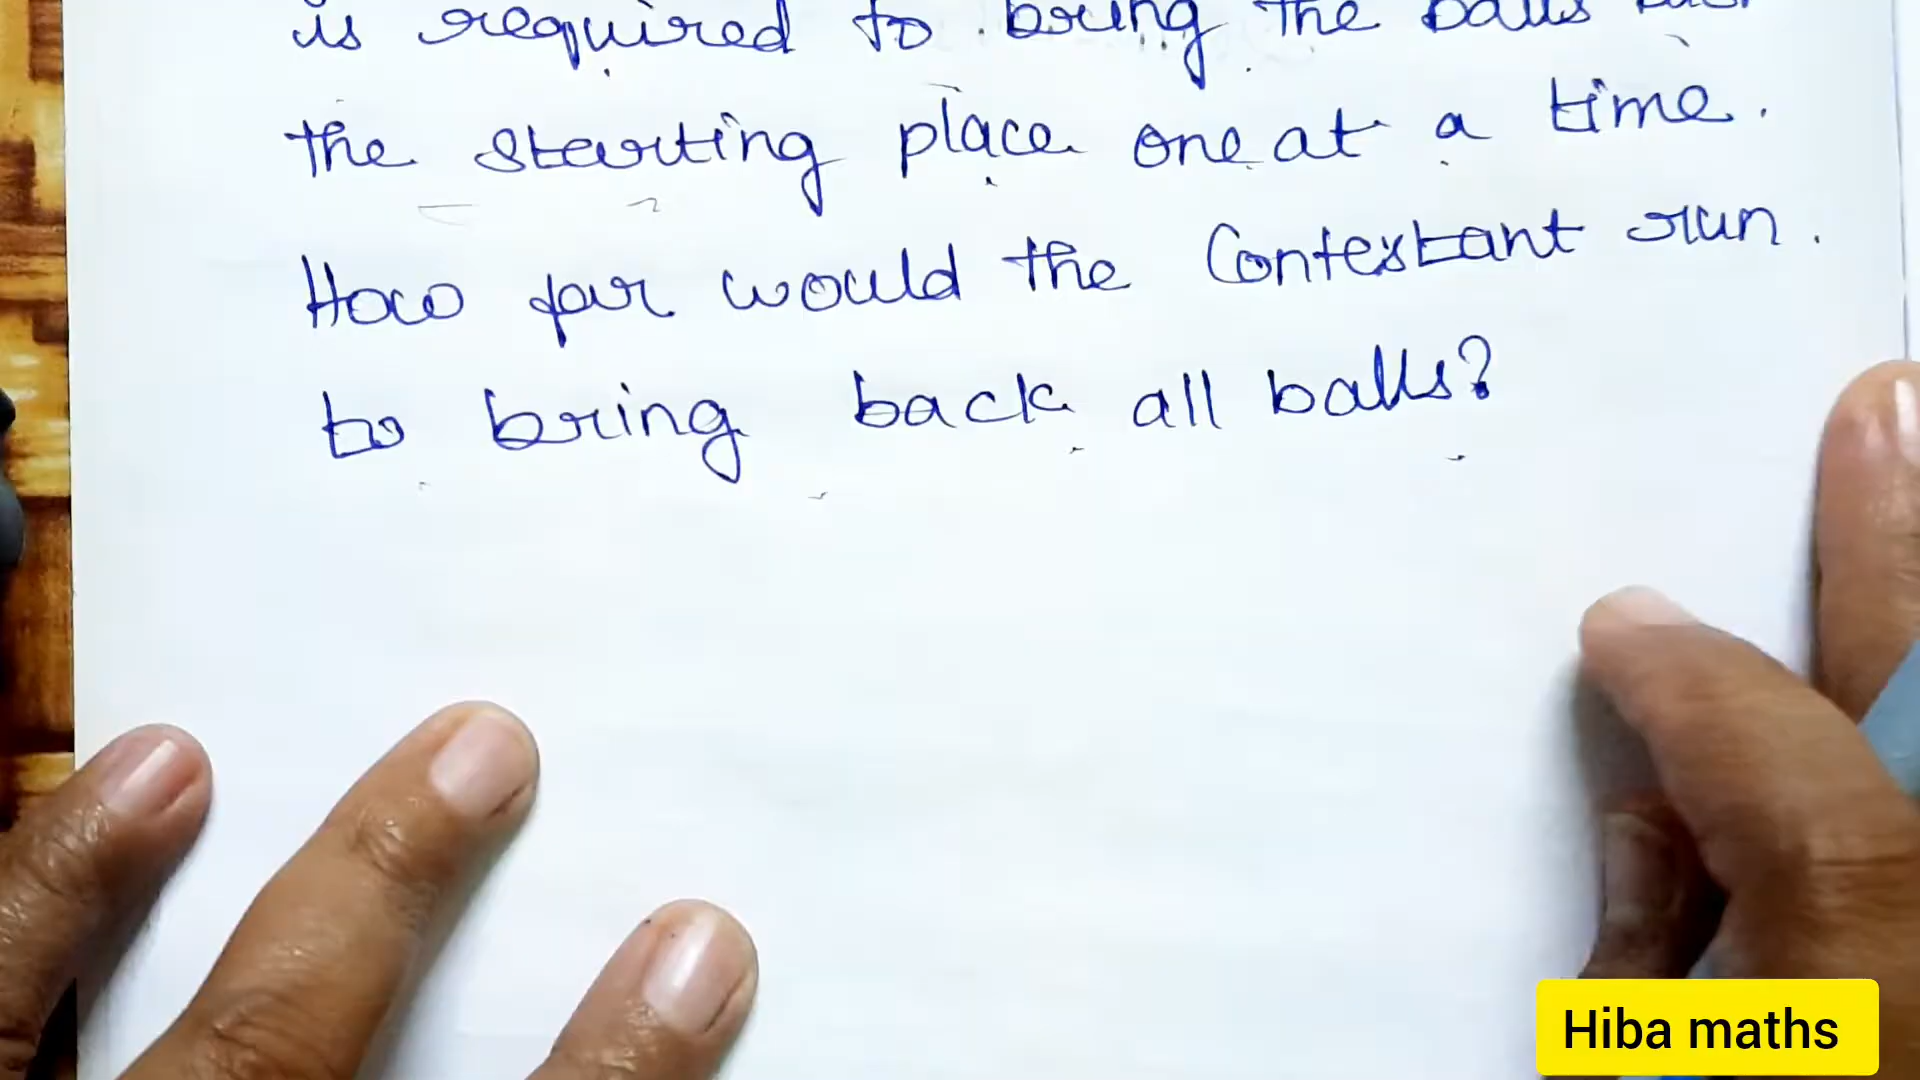 is required to bring the balls
the starting place one at a time.
How far would the Contestant run.
to bring back all balls?
Hiba maths